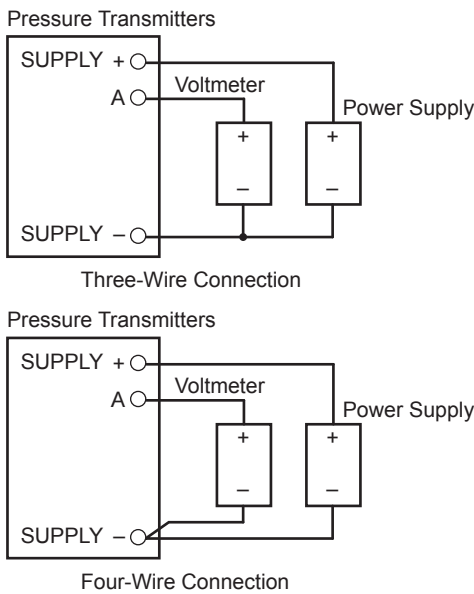 Pressure Transmitters
SUPPLY +
A
Voltmeter
Power Supply
+
+
–
–
SUPPLY –
Three-Wire Connection
Pressure Transmitters
SUPPLY +
A
Voltmeter
Power Supply
+
+
–
–
SUPPLY –
Four-Wire Connection